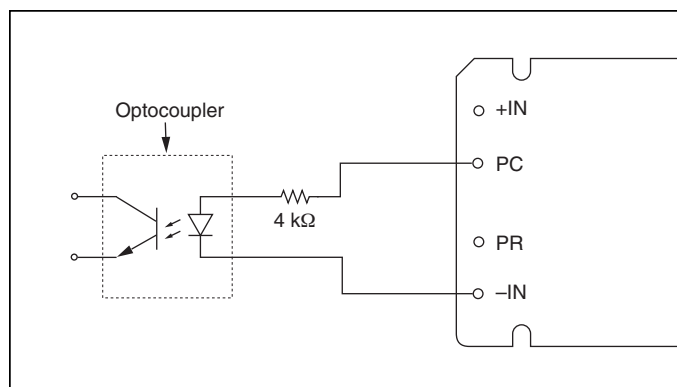 Optocoupler
4 kΩ
+IN
PC
PR
–IN